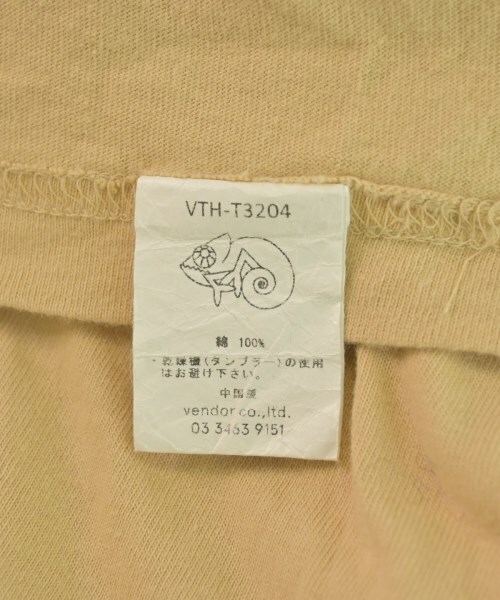 VTH-T3204
綿 100%
・乾燥機(タンブラー)の使用
はお避け下さい。
中国製
vendor co.,ltd.
03 3463 9151